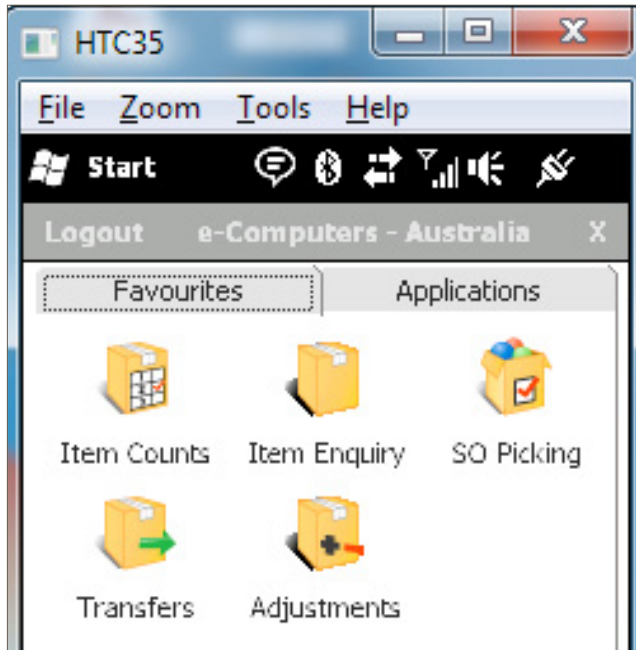 HTC35
File Zoom Tools Help
Start
Logout e-Computers - Australia X
Favourites Applications
Item Counts Item Enquiry SO Picking
Transfers Adjustments